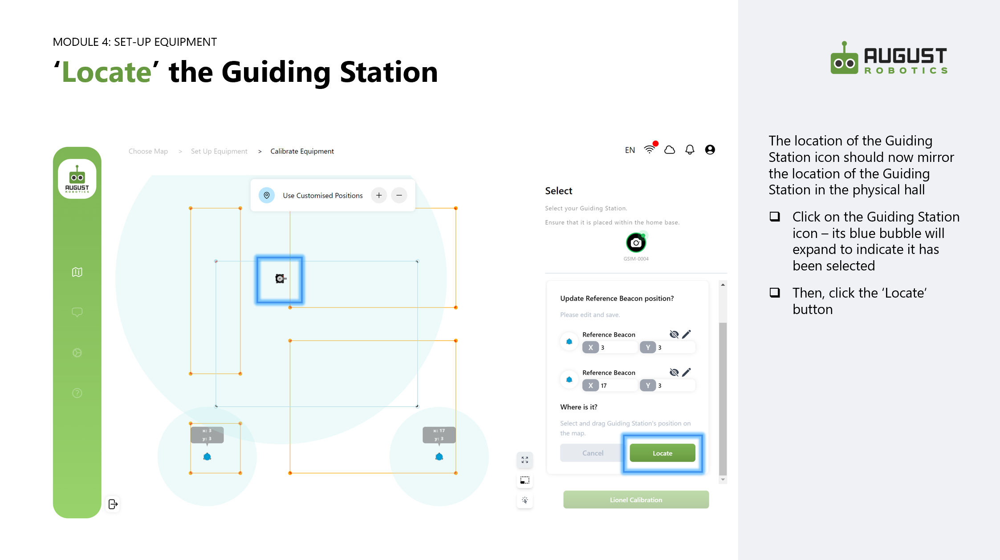 MODULE 4: SET-UP EQUIPMENT
‘Locate’ the Guiding Station
AUGUST
ROBOTICS
AUGUST
ROBOTICS
Choose Map > Set Up Equipment > Calibrate Equipment
EN
Use Customised Positions + −
Select
Select your Guiding Station.
Ensure that it is placed within the home base.
GSIM-0004
Update Reference Beacon position?
Please edit and save.
Reference Beacon
X 3 Y 3
Reference Beacon
X 17 Y 3
Where is it?
Select and drag Guiding Station's position on
the map.
Cancel Locate
Lionel Calibration
x: 3
y: 3
x: 17
y: 3
The location of the Guiding
Station icon should now mirror
the location of the Guiding
Station in the physical hall
❑ Click on the Guiding Station
icon – its blue bubble will
expand to indicate it has
been selected
❑ Then, click the ‘Locate’
button